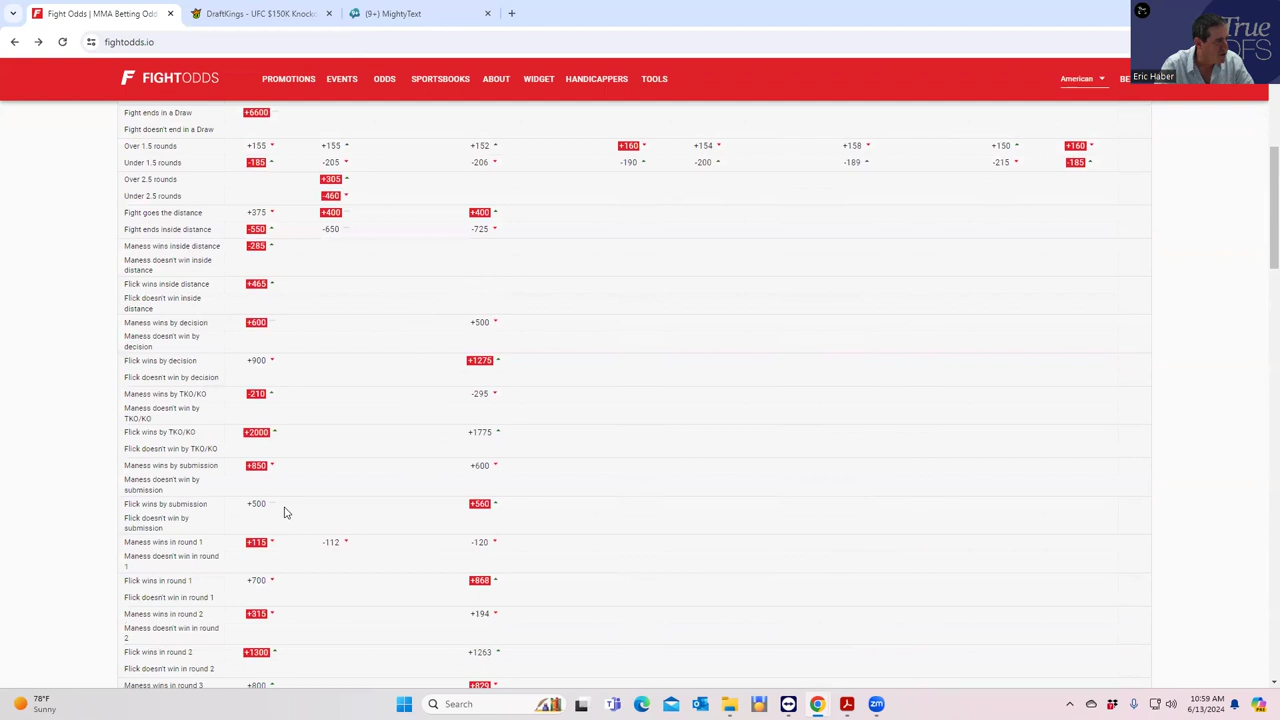 Fight Odds | MMA Betting Odd
DraftKings - UFC $150K Knocko
(9+) MightyText
fightodds.io
True
DFS
Eric Haber
FIGHTODDS
PROMOTIONS EVENTS ODDS SPORTSBOOKS ABOUT WIDGET HANDICAPPERS TOOLS American BE
Fight ends in a Draw +6600
Fight doesn't end in a Draw
Over 1.5 rounds +155 +155 +152 +160 +154 +158 +150 +160
Under 1.5 rounds -185 -205 -206 -190 -200 -189 -215 -185
Over 2.5 rounds +305
Under 2.5 rounds -460
Fight goes the distance +375 +400 +400
Fight ends inside distance -550 -650 -725
Maness wins inside distance -285
Maness doesn't win inside
distance
Flick wins inside distance +465
Flick doesn't win inside
distance
Maness wins by decision +600 +500
Maness doesn't win by
decision
Flick wins by decision +900 +1275
Flick doesn't win by decision
Maness wins by TKO/KO -210 -295
Maness doesn't win by
TKO/KO
Flick wins by TKO/KO +2000 +1775
Flick doesn't win by TKO/KO
Maness wins by submission +850 +600
Maness doesn't win by
submission
Flick wins by submission +500 +560
Flick doesn't win by
submission
Maness wins in round 1 +115 -112 -120
Maness doesn't win in round
1
Flick wins in round 1 +700 +868
Flick doesn't win in round 1
Maness wins in round 2 +315 +194
Maness doesn't win in round
2
Flick wins in round 2 +1300 +1263
Flick doesn't win in round 2
Maness wins in round 3 +800 +829
78°F
Sunny
Search
10:59 AM
6/13/2024